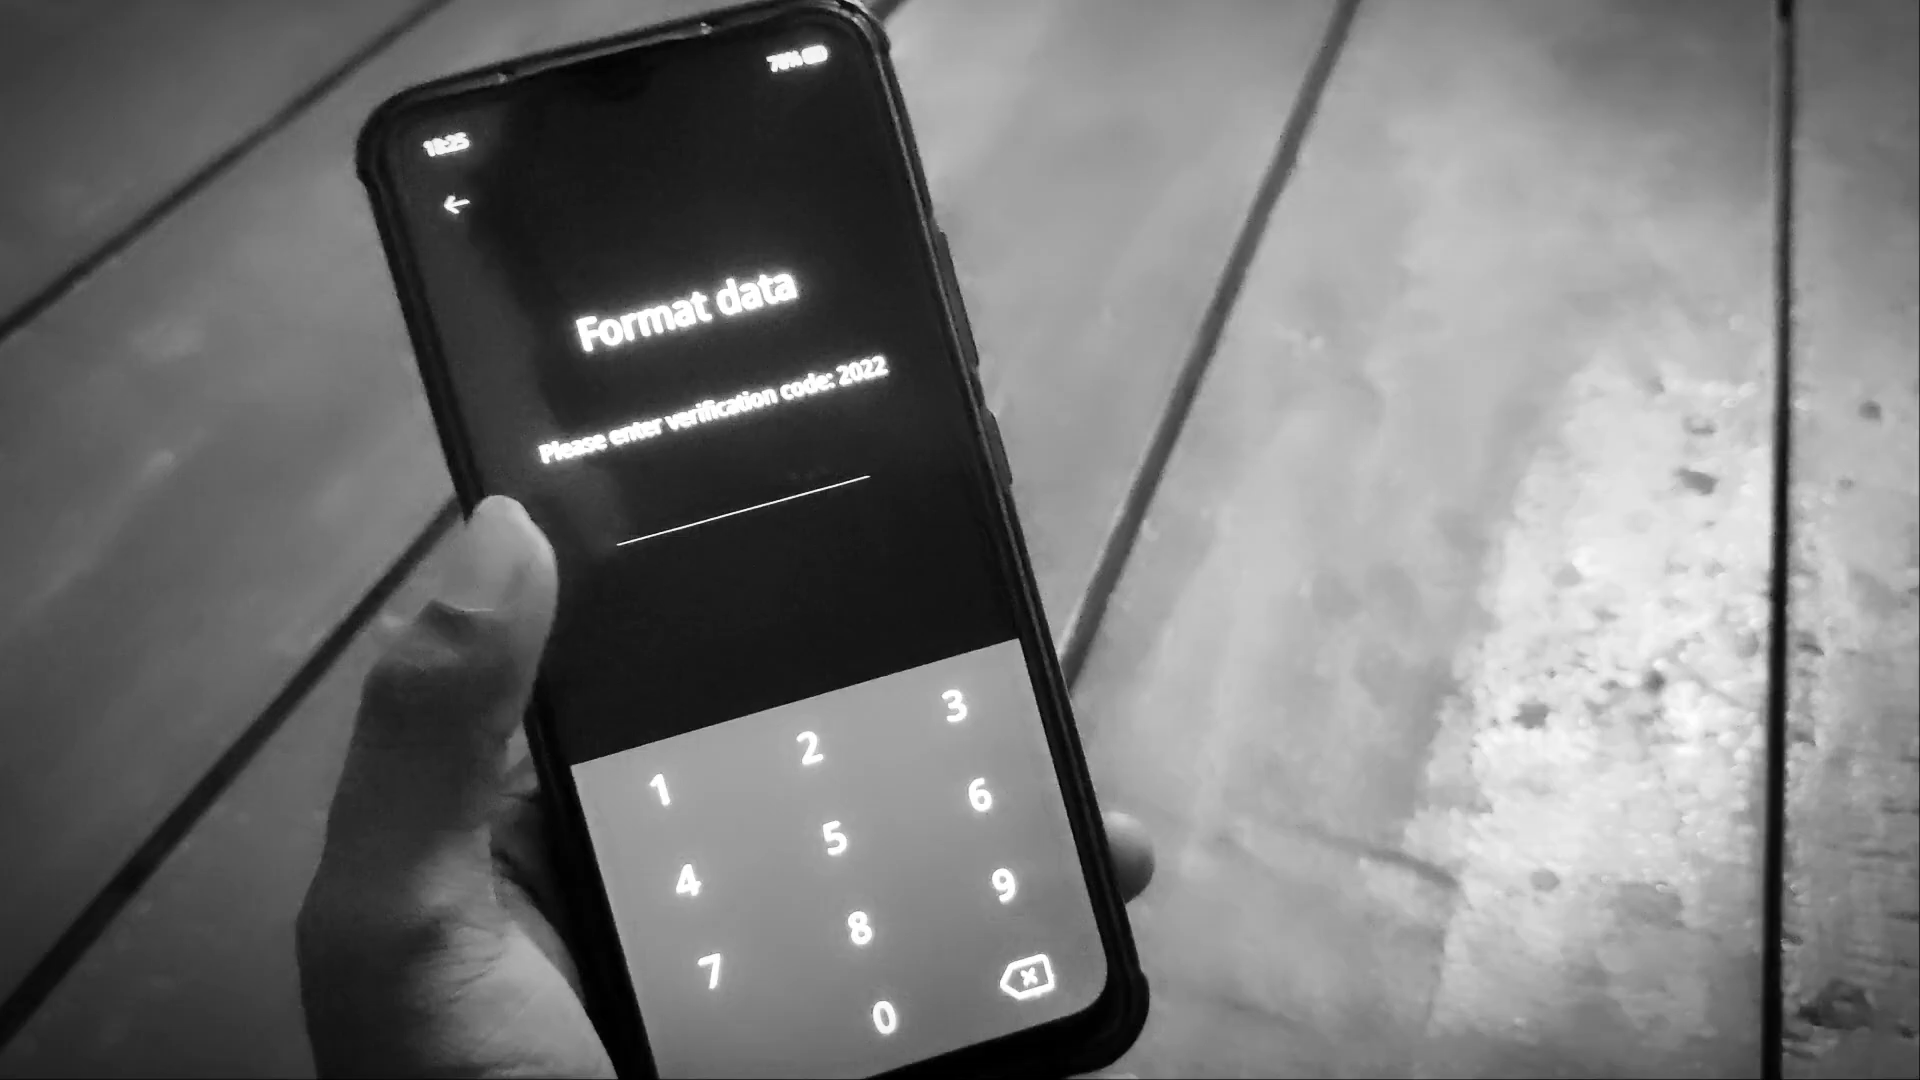 Format data
Please enter verification code: 2022
1 2 3
4 5 6
7 8 9
0